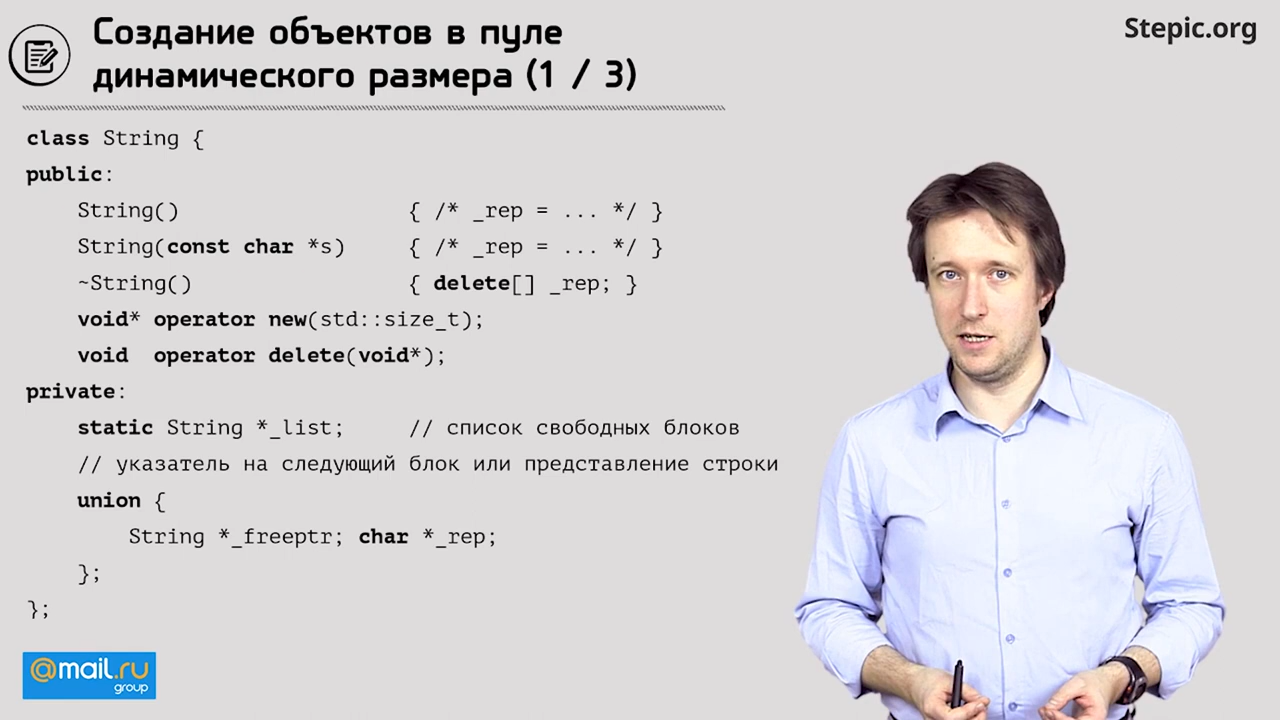 Создание объектов в пуле
динамического размера (1 / 3)
Stepic.org
class String {
public:
    String()                  { /* _rep = ... */ }
    String(const char *s)     { /* _rep = ... */ }
    ~String()                 { delete[] _rep; }
    void* operator new(std::size_t);
    void  operator delete(void*);
private:
    static String *_list;     // список свободных блоков
    // указатель на следующий блок или представление строки
    union {
        String *_freeptr; char *_rep;
    };
};
@mail.ru
group